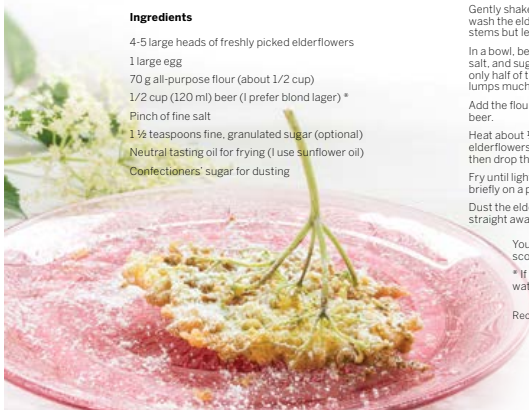 Ingredients
4-5 large heads of freshly picked elderflowers
1 large egg
70 g all-purpose flour (about 1/2 cup)
1/2 cup (120 ml) beer (I prefer blond lager) *
Pinch of fine salt
1 ½ teaspoons fine, granulated sugar (optional)
Neutral tasting oil for frying (I use sunflower oil)
Confectioners' sugar for dusting
Gently shake
wash the eld
stems but le
In a bowl, be
salt, and sug
only half of t
lumps much
Add the flou
beer.
Heat about
elderflowers
then drop th
Fry until ligh
briefly on a p
Dust the elde
straight awa
You
sco
* If
wat
Rec